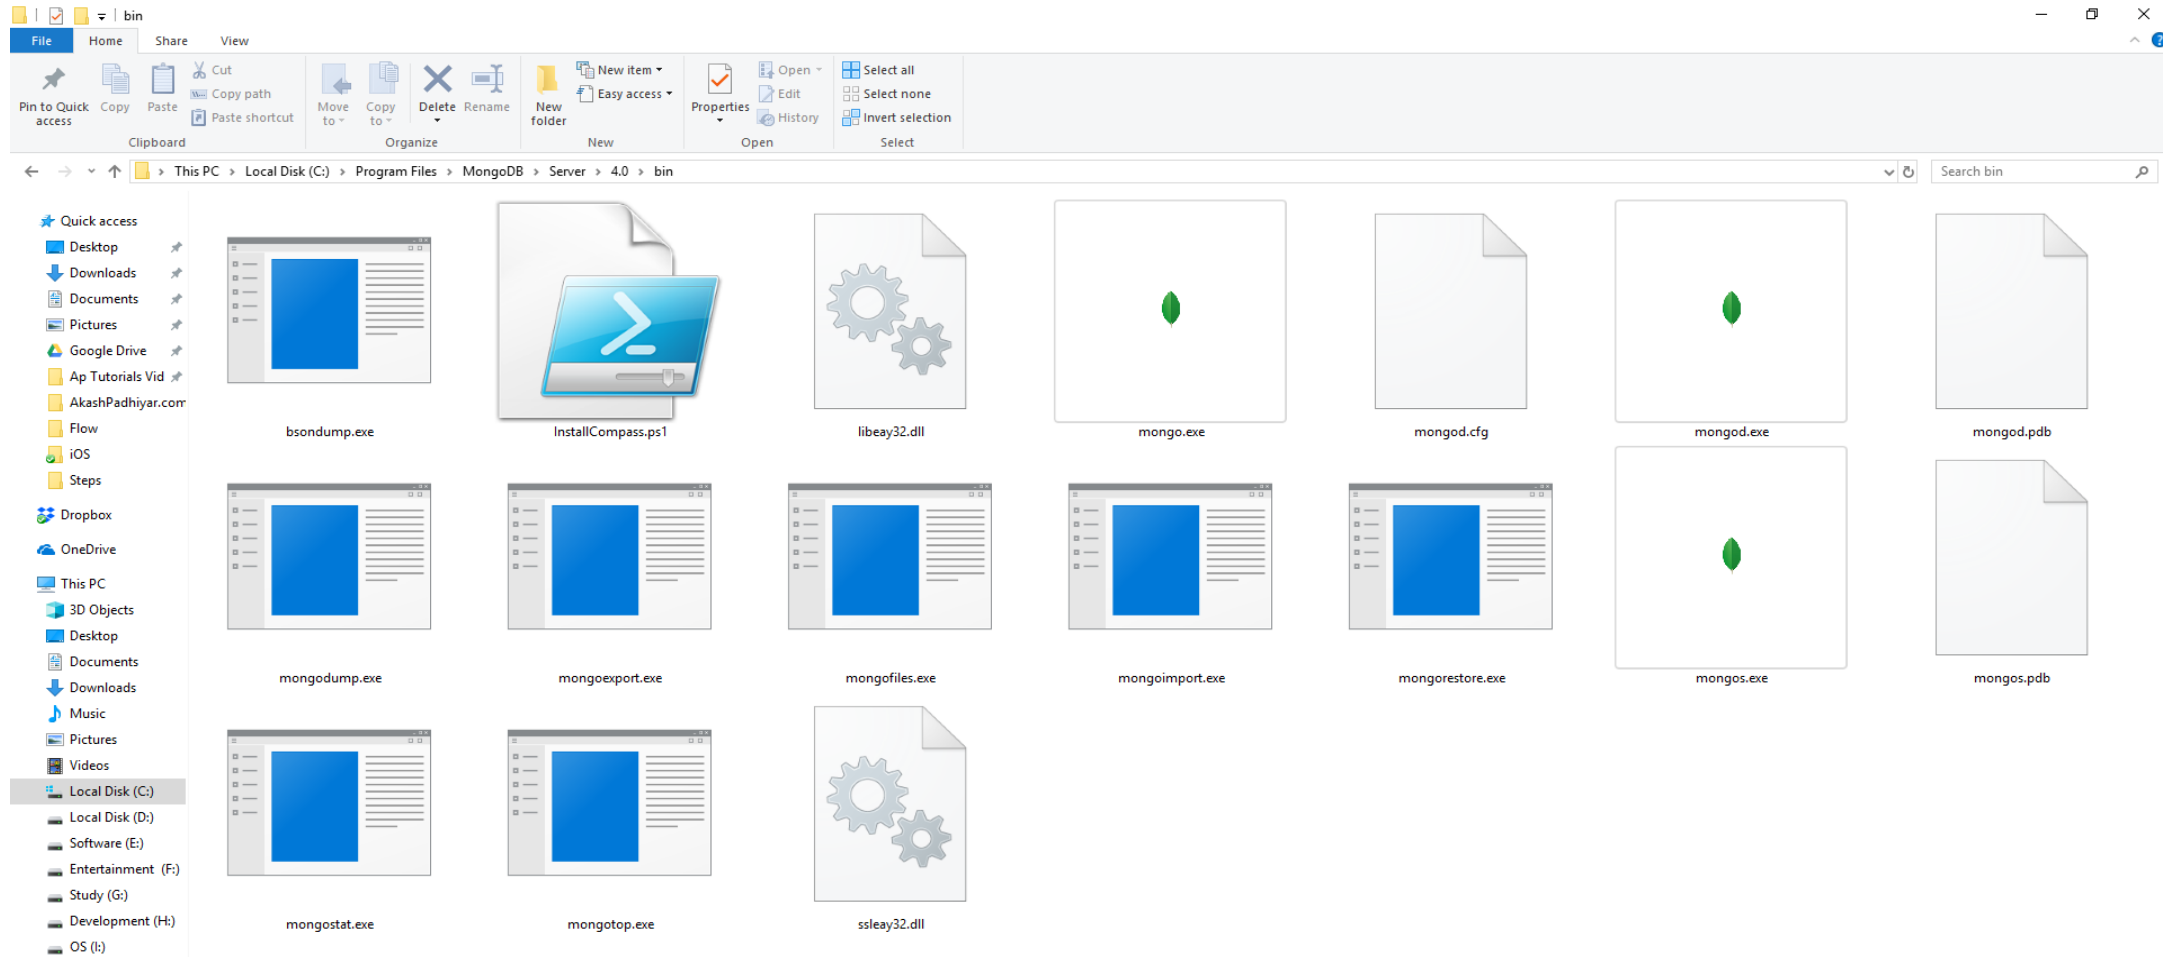 bin
File Home Share View
Pin to Quick access
Copy
Paste
Cut
Copy path
Paste shortcut
Clipboard
Move to
Copy to
Delete
Rename
Organize
New folder
New item
Easy access
New
Properties
Open
Edit
History
Open
Select all
Select none
Invert selection
Select
This PC > Local Disk (C:) > Program Files > MongoDB > Server > 4.0 > bin
Search bin
Quick access
Desktop
Downloads
Documents
Pictures
Google Drive
Ap Tutorials Vid
AkashPadhiyar.com
Flow
iOS
Steps
Dropbox
OneDrive
This PC
3D Objects
Desktop
Documents
Downloads
Music
Pictures
Videos
Local Disk (C:)
Local Disk (D:)
Software (E:)
Entertainment (F:)
Study (G:)
Development (H:)
OS (I:)
bsondump.exe InstallCompass.ps1 libeay32.dll mongo.exe mongod.cfg mongod.exe mongod.pdb
mongodump.exe mongoexport.exe mongofiles.exe mongoimport.exe mongorestore.exe mongos.exe mongos.pdb
mongostat.exe mongotop.exe ssleay32.dll